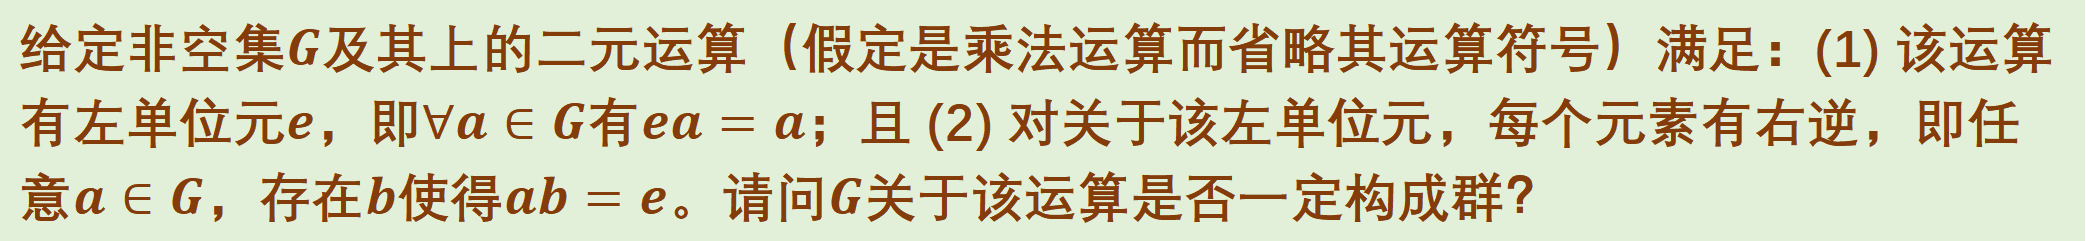 给定非空集G及其上的二元运算（假定是乘法运算而省略其运算符号）满足：(1) 该运算
有左单位元e，即∀a ∈ G有ea = a；且 (2) 对关于该左单位元，每个元素有右逆，即任
意a ∈ G，存在b使得ab = e。请问G关于该运算是否一定构成群？